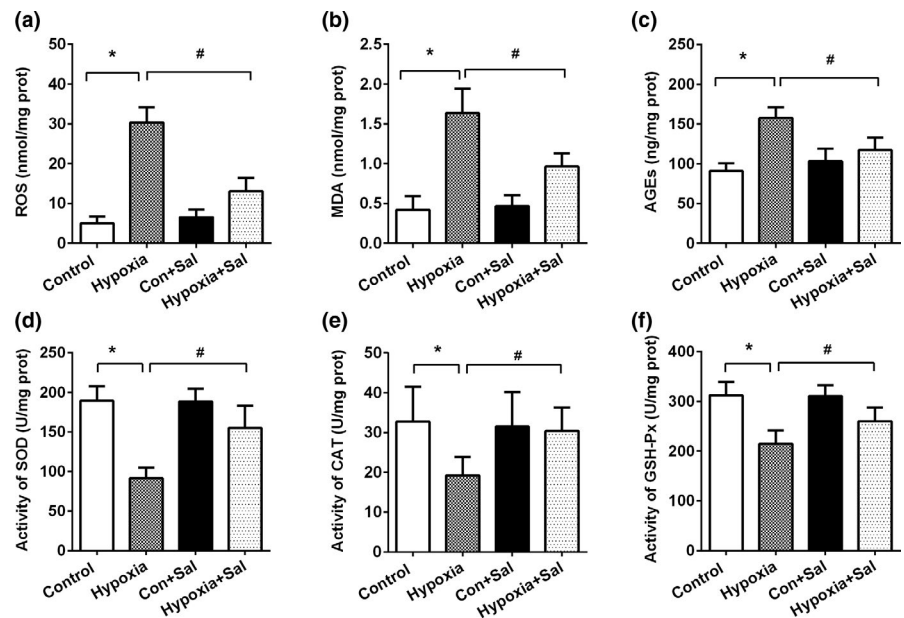 (a)
ROS (nmol/mg prot)
50
40
30
20
10
0
*
#
Control
Hypoxia
Con+Sal
Hypoxia+Sal
(b)
MDA (nmol/mg prot)
2.5
2.0
1.5
1.0
0.5
0.0
*
#
Control
Hypoxia
Con+Sal
Hypoxia+Sal
(c)
AGEs (ng/mg prot)
250
200
150
100
50
0
*
#
Control
Hypoxia
Con+Sal
Hypoxia+Sal
(d)
Activity of SOD (U/mg prot)
250
200
150
100
50
0
*
#
Control
Hypoxia
Con+Sal
Hypoxia+Sal
(e)
Activity of CAT (U/mg prot)
50
40
30
20
10
0
*
#
Control
Hypoxia
Con+Sal
Hypoxia+Sal
(f)
Activity of GSH-Px (U/mg prot)
400
300
200
100
0
*
#
Control
Hypoxia
Con+Sal
Hypoxia+Sal